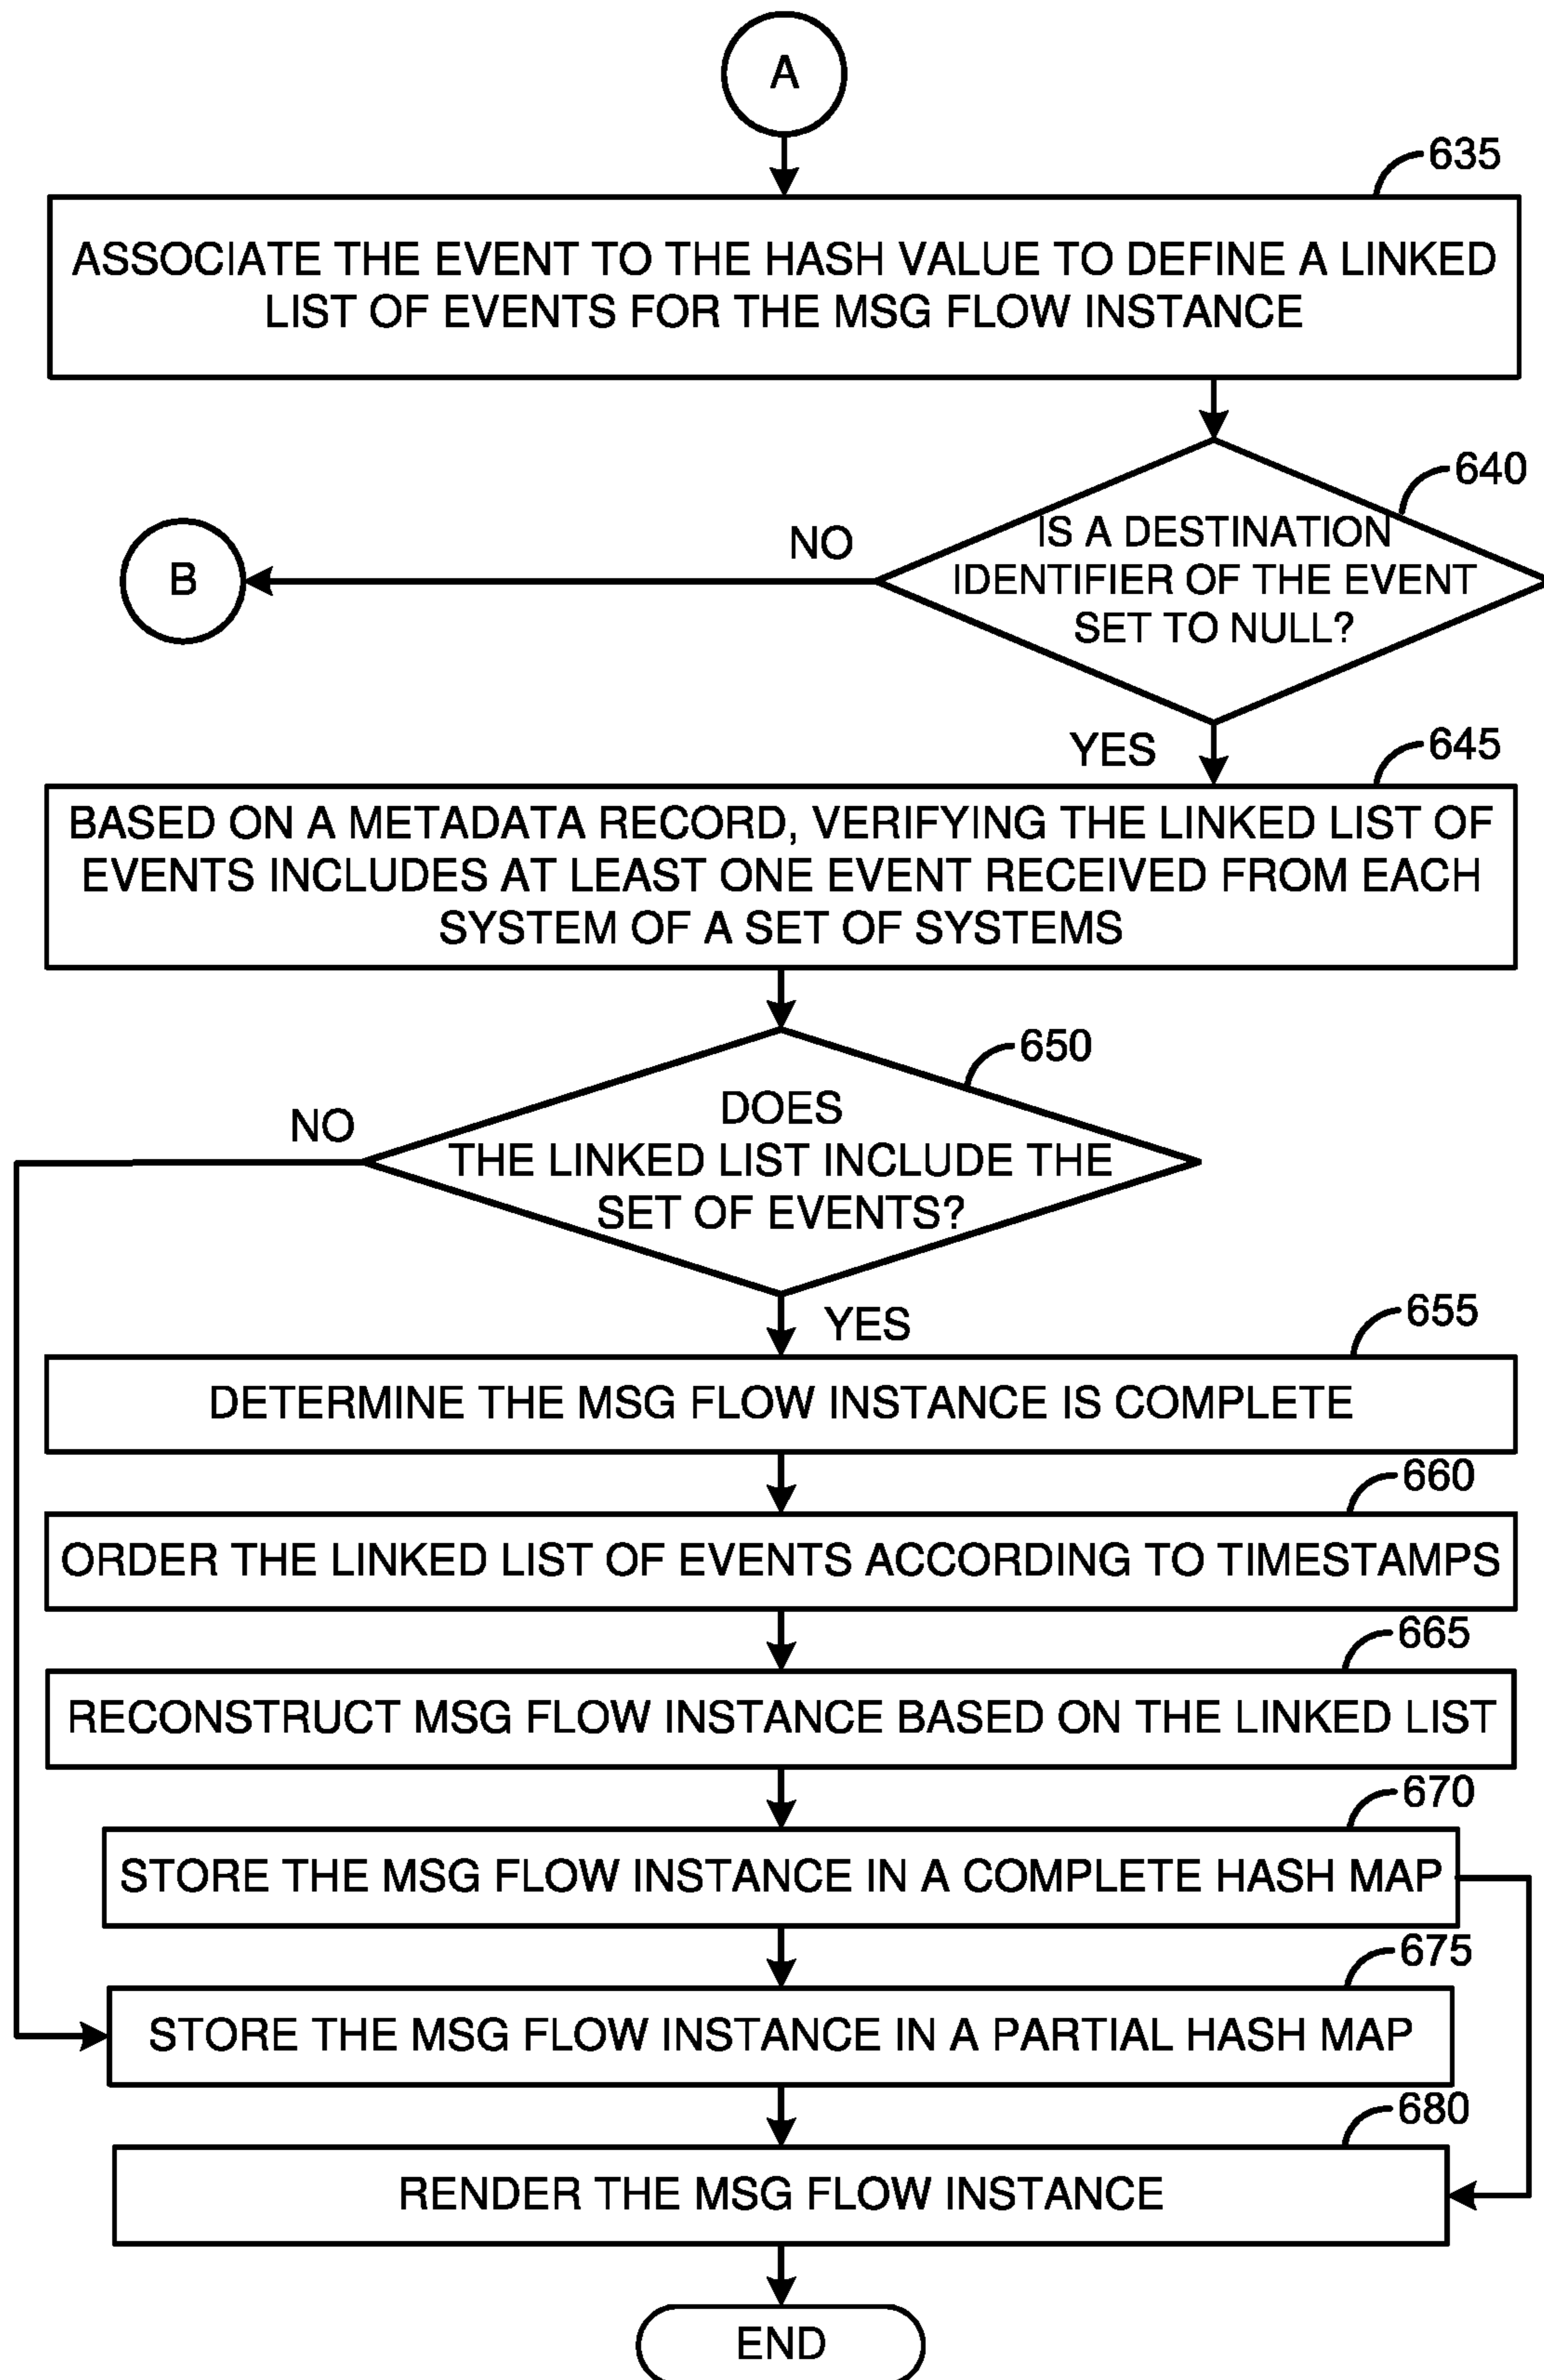 A
635
ASSOCIATE THE EVENT TO THE HASH VALUE TO DEFINE A LINKED
LIST OF EVENTS FOR THE MSG FLOW INSTANCE
640
IS A DESTINATION
IDENTIFIER OF THE EVENT
SET TO NULL?
NO
B
YES
645
BASED ON A METADATA RECORD, VERIFYING THE LINKED LIST OF
EVENTS INCLUDES AT LEAST ONE EVENT RECEIVED FROM EACH
SYSTEM OF A SET OF SYSTEMS
650
DOES
THE LINKED LIST INCLUDE THE
SET OF EVENTS?
NO
YES
655
DETERMINE THE MSG FLOW INSTANCE IS COMPLETE
660
ORDER THE LINKED LIST OF EVENTS ACCORDING TO TIMESTAMPS
665
RECONSTRUCT MSG FLOW INSTANCE BASED ON THE LINKED LIST
670
STORE THE MSG FLOW INSTANCE IN A COMPLETE HASH MAP
675
STORE THE MSG FLOW INSTANCE IN A PARTIAL HASH MAP
680
RENDER THE MSG FLOW INSTANCE
END